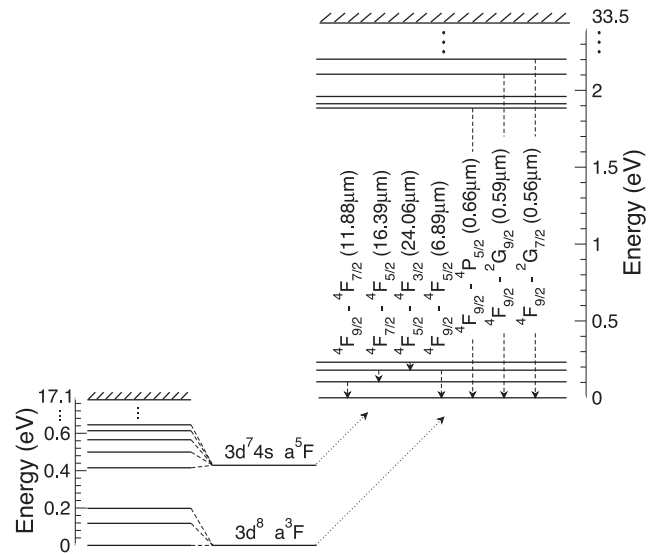 33.5
2
1.5
1
0.5
0
Energy (eV)
⁴F₉/₂ - ⁴F₇/₂ (11.88μm)
⁴F₇/₂ - ⁴F₅/₂ (16.39μm)
⁴F₅/₂ - ⁴F₃/₂ (24.06μm)
⁴F₉/₂ - ⁴F₅/₂ (6.89μm)
⁴F₉/₂ - ⁴P₅/₂ (0.66μm)
⁴F₉/₂ - ²G₉/₂ (0.59μm)
⁴F₉/₂ - ²G₇/₂ (0.56μm)
17.1
0.6
0.4
0.2
0
Energy (eV)
3d⁷4s a⁵F
3d⁸ a³F